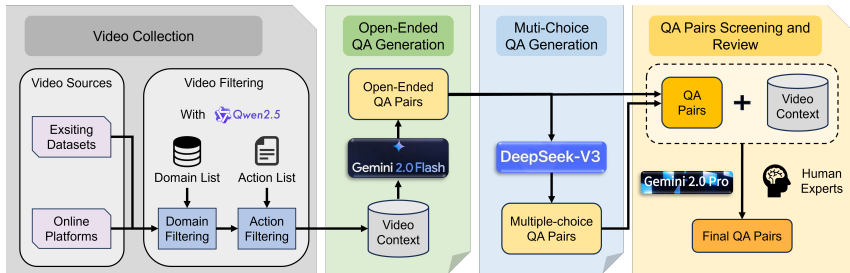 Video Collection
Video Sources
Exsiting
Datasets
Online
Platforms
Video Filtering
With Qwen2.5
Domain List
Action List
Domain
Filtering
Action
Filtering
Open-Ended
QA Generation
Open-Ended
QA Pairs
Gemini 2.0 Flash
Video
Context
Muti-Choice
QA Generation
DeepSeek-V3
Multiple-choice
QA Pairs
QA Pairs Screening and
Review
QA
Pairs
+
Video
Context
Gemini 2.0 Pro
Human
Experts
Final QA Pairs